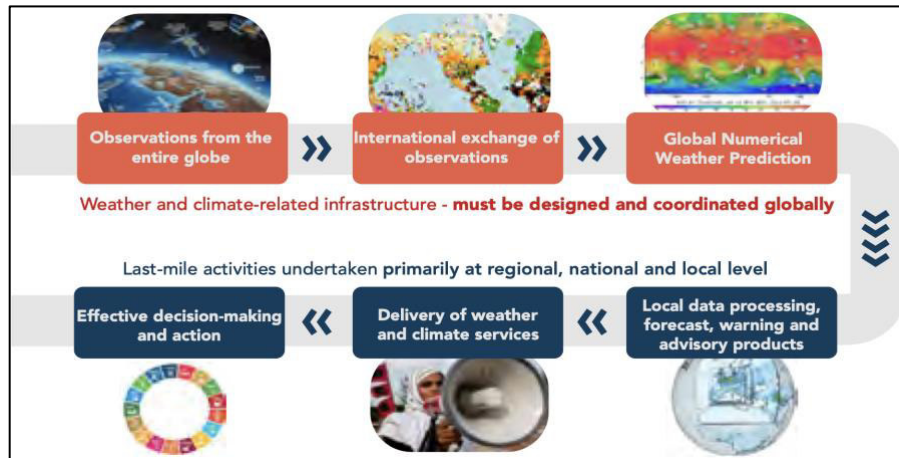 Observations from the
entire globe
International exchange of
observations
Global Numerical
Weather Prediction
Weather and climate-related infrastructure - must be designed and coordinated globally
Last-mile activities undertaken primarily at regional, national and local level
Effective decision-making
and action
Delivery of weather
and climate services
Local data processing,
forecast, warning and
advisory products